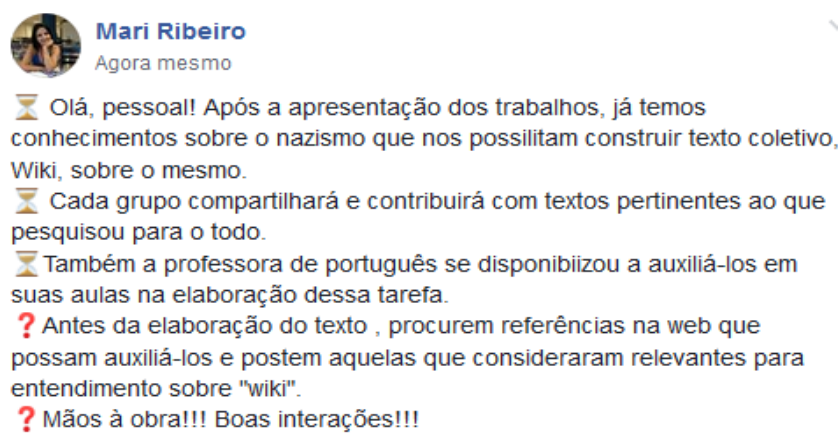 Mari Ribeiro
Agora mesmo
⏳ Olá, pessoal! Após a apresentação dos trabalhos, já temos
conhecimentos sobre o nazismo que nos possilitam construir texto coletivo,
Wiki, sobre o mesmo.
⏳ Cada grupo compartilhará e contribuirá com textos pertinentes ao que
pesquisou para o todo.
⏳Também a professora de português se disponibiizou a auxiliá-los em
suas aulas na elaboração dessa tarefa.
❓Antes da elaboração do texto , procurem referências na web que
possam auxiliá-los e postem aquelas que consideraram relevantes para
entendimento sobre "wiki".
❓Mãos à obra!!! Boas interações!!!